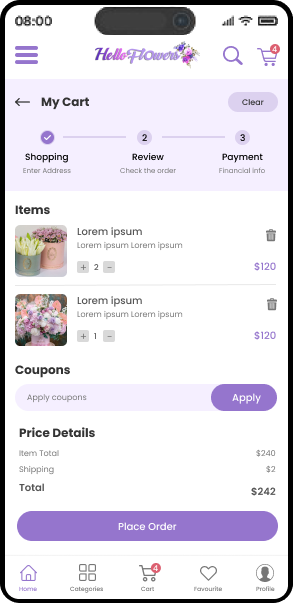 08:00
HelloFlowers
4
My Cart
Clear
2
3
Shopping
Review
Payment
Enter Address
Check the order
Financial info
Items
Lorem ipsum
Lorem ipsum Lorem ipsum
+ 2 −
$120
Lorem ipsum
Lorem ipsum Lorem ipsum
+ 1 −
$120
Coupons
Apply coupons
Apply
Price Details
Item Total
$240
Shipping
$2
Total
$242
Place Order
4
Home
Categories
Cart
Favourite
Profile